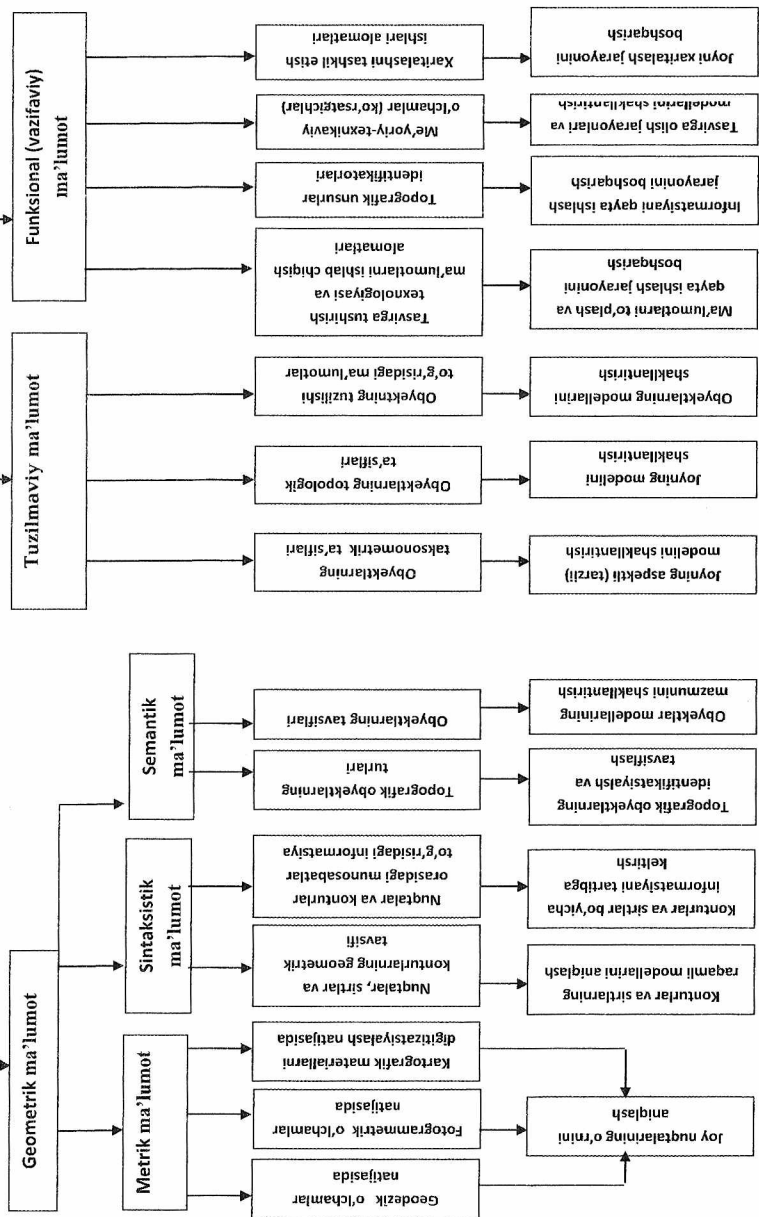 Funksional (vazifaviy)
ma'lumot
Xaritalashni tashkil etish
ishlari alomatlari
Joyni xaritalash jarayonini
boshqarish
Me'yoriy-texnikaviy
o'lchamlar (ko'rsatgichlar)
Tasvirga olish jarayonlari va
modellarini shakllantirish
Topografik unsurlar
identifikatorlari
Informatsiyani qayta ishlash
jarayonini boshqarish
Tasvirga tushirish
texnologiyasi va
ma'lumotlarni ishlab chiqish
alomatlari
Ma'lumotlarni to'plash va
qayta ishlash jarayonini
boshqarish
Tuzilmaviy ma'lumot
Obyektning tuzilishi
to'g'risidagi ma'lumotlar
Obyektlarning modellarini
shakllantirish
Obyektlarning topologik
ta'siflari
Joyning modelini
shakllantirish
Obyektlarning
taksonometrik ta'siflari
Joyning aspektli (tarzli)
modelini shakllantirish
Geometrik ma'lumot
Semantik
ma'lumot
Obyektlarning tavsiflari
Obyektlar modellarining
mazmunini shakllantirish
Topografik obyektlarning
turlari
Topografik obyektlarning
identifikatsiyalsh va
tavsiflash
Sintaksistik
ma'lumot
Nuqtalar va konturlar
orasidagi munosabatlar
to'g'risidagi informatsiya
Konturlar va sirtlar bo'yicha
informatsiyani tartibga
keltirsh
Nuqtalar, sirtlar va
konturlarning geometrik
tavsifi
Konturlar va sirtlarning
raqamli modellarini aniqlash
Metrik ma'lumot
Kartografik materiallarni
digitizatsiyalash natijasida
Fotogrammetrik o'lchamlar
natijasida
Geodezik o'lchamlar
natijasida
Joy nuqtalarining o'rnini
aniqlash